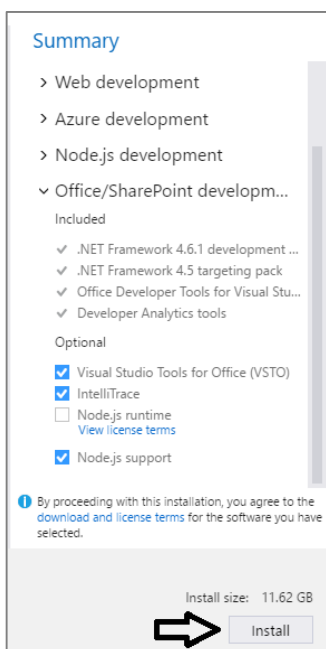 Summary
Web development
Azure development
Node.js development
Office/SharePoint developm...
Included
.NET Framework 4.6.1 development ...
.NET Framework 4.5 targeting pack
Office Developer Tools for Visual Stu...
Developer Analytics tools
Optional
Visual Studio Tools for Office (VSTO)
IntelliTrace
Node.js runtime
View license terms
Node.js support
By proceeding with this installation, you agree to the
download and license terms for the software you have
selected.
Install size: 11.62 GB
Install